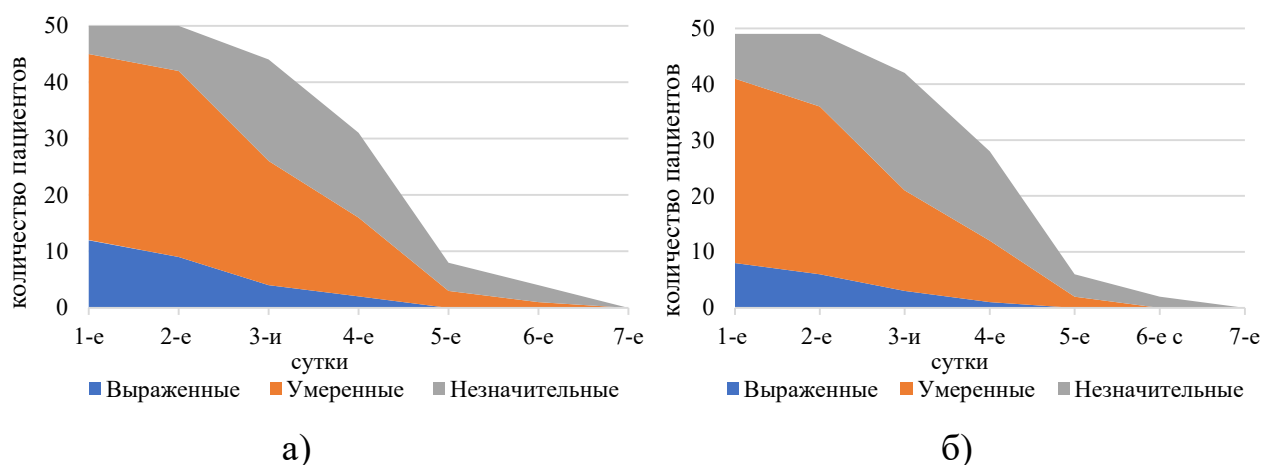 количество пациентов
50
40
30
20
10
0
1-е 2-е 3-и 4-е 5-е 6-е 7-е
сутки
Выраженные Умеренные Незначительные
а)
количество пациентов
50
40
30
20
10
0
1-е 2-е 3-и 4-е 5-е 6-е с 7-е
сутки
Выраженные Умеренные Незначительные
б)